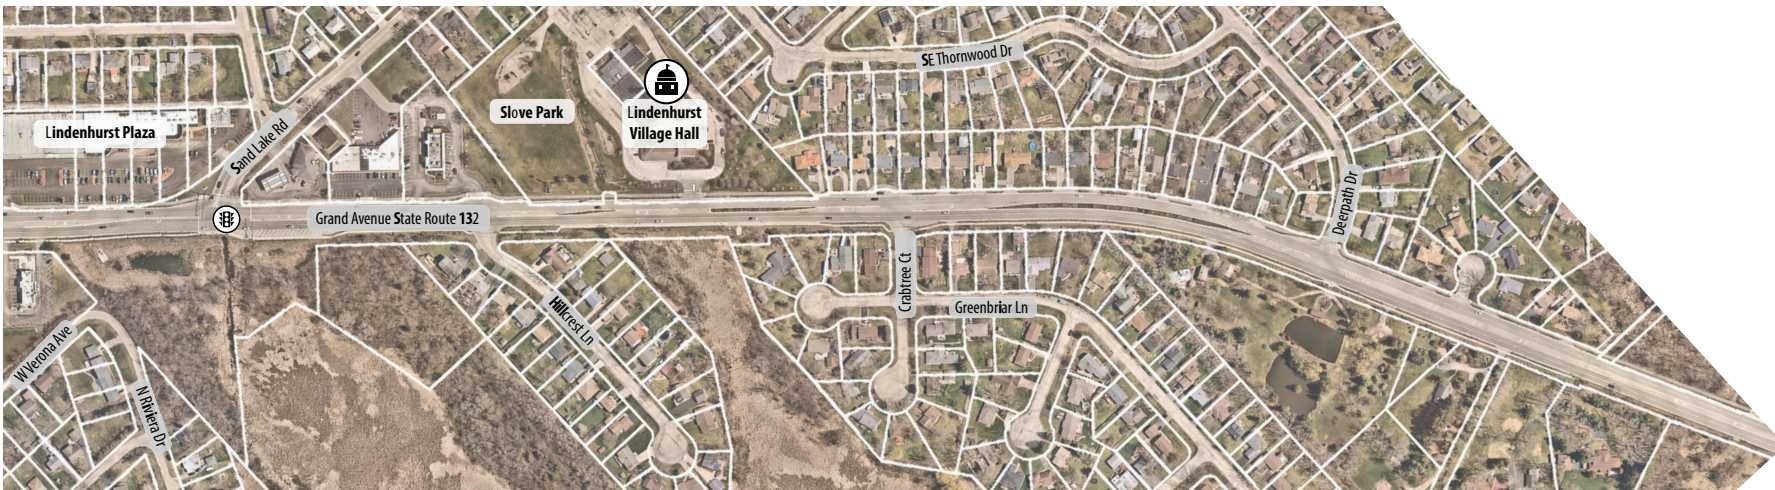 SE Thornwood Dr
Slove Park
Lindenhurst
Village Hall
Lindenhurst Plaza
Sand Lake Rd
Grand Avenue State Route 132
Deerpath Dr
Crabtree Ct
Hillcrest Ln
Greenbriar Ln
W Verona Ave
N Riviera Dr